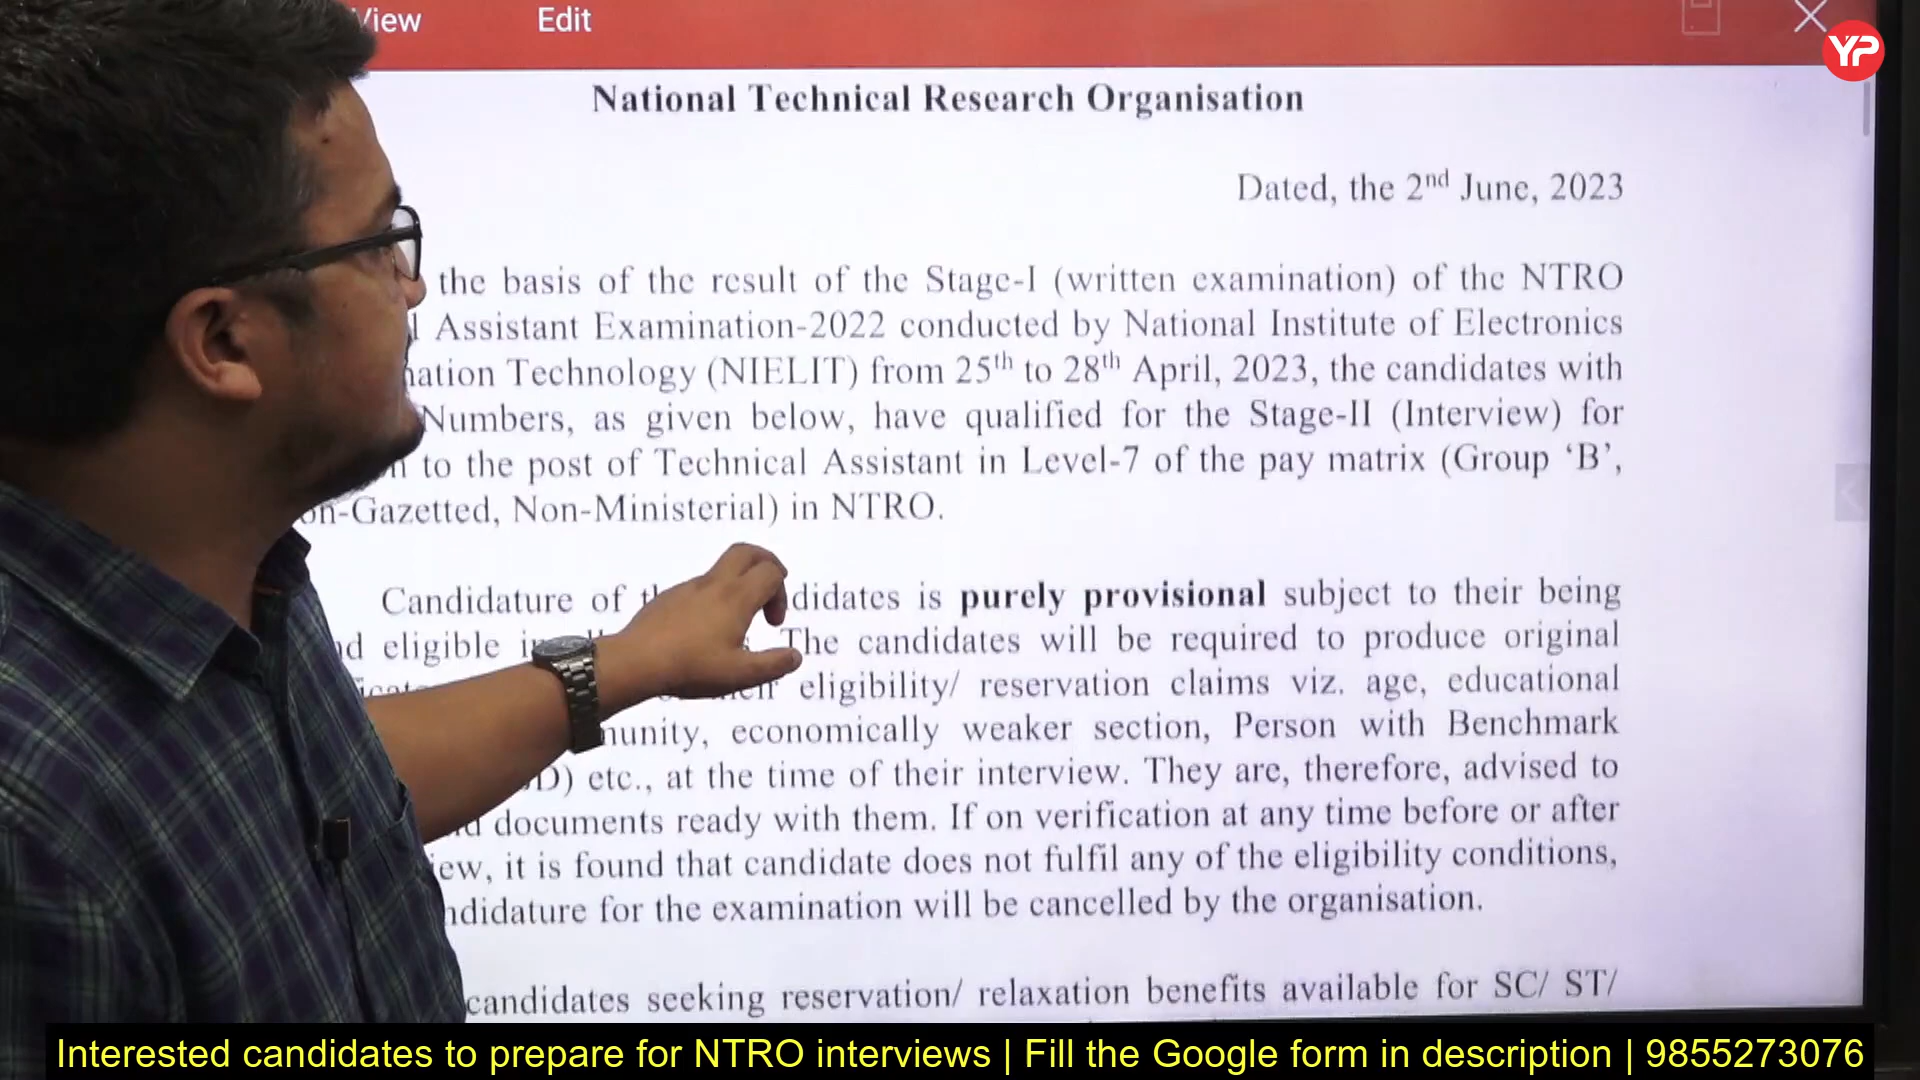 View Edit
YP
National Technical Research Organisation
Dated, the 2nd June, 2023
the basis of the result of the Stage-I (written examination) of the NTRO
Assistant Examination-2022 conducted by National Institute of Electronics
Technology (NIELIT) from 25th to 28th April, 2023, the candidates with
Numbers, as given below, have qualified for the Stage-II (Interview) for
to the post of Technical Assistant in Level-7 of the pay matrix (Group ‘B’,
on-Gazetted, Non-Ministerial) in NTRO.
Candidature of didates is purely provisional subject to their being
eligible The candidates will be required to produce original
eligibility/ reservation claims viz. age, educational
munity, economically weaker section, Person with Benchmark
D) etc., at the time of their interview. They are, therefore, advised to
documents ready with them. If on verification at any time before or after
ew, it is found that candidate does not fulfil any of the eligibility conditions,
ndidature for the examination will be cancelled by the organisation.
candidates seeking reservation/ relaxation benefits available for SC/ ST/
Interested candidates to prepare for NTRO interviews | Fill the Google form in description | 9855273076